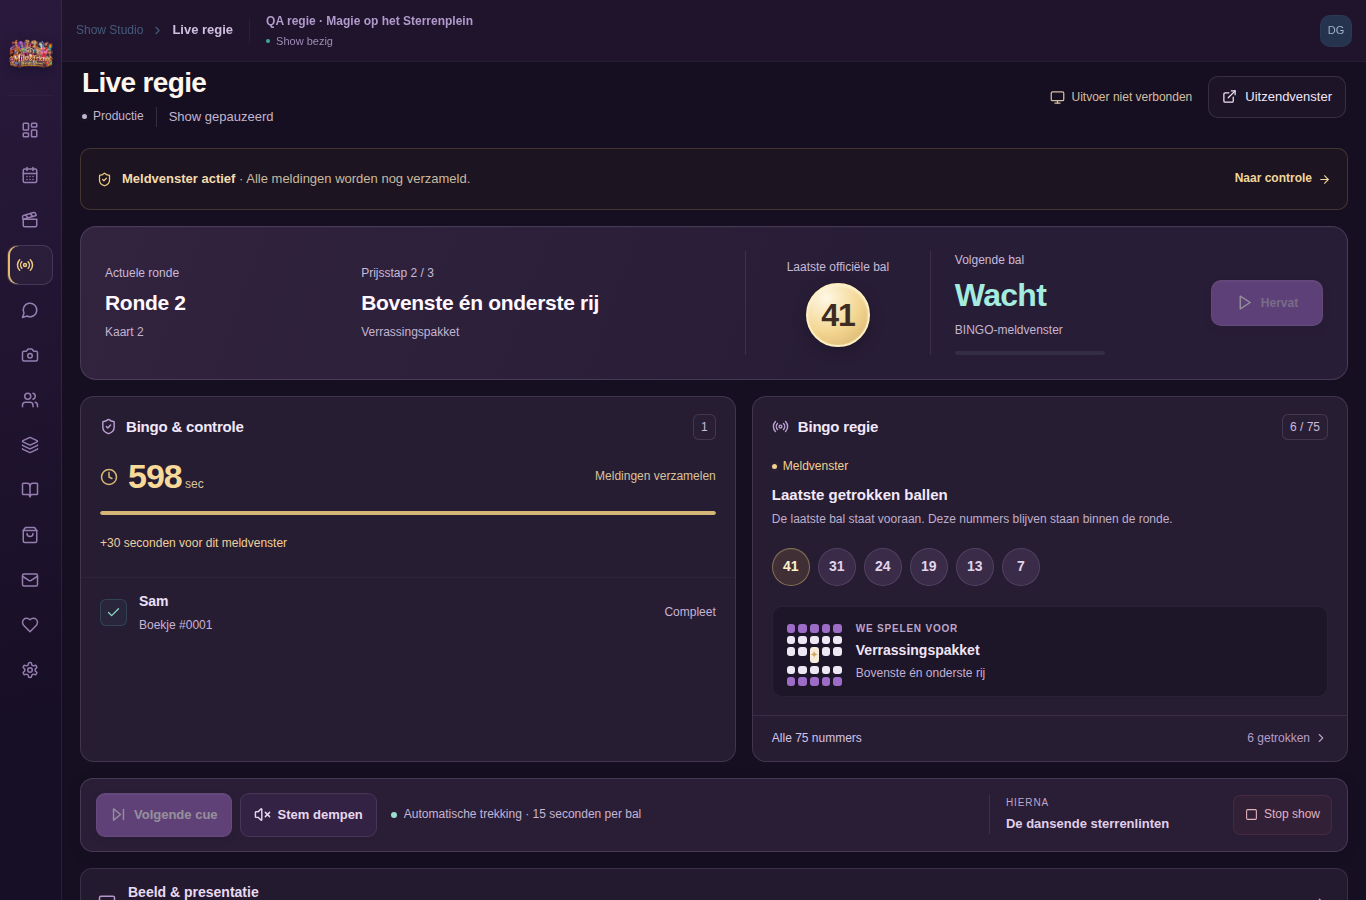 Show Studio
Live regie
QA regie · Magie op het Sterrenplein
Show bezig
DG
Live regie
Productie
Show gepauzeerd
Uitvoer niet verbonden
Uitzendvenster
Meldvenster actief · Alle meldingen worden nog verzameld.
Naar controle
Actuele ronde
Ronde 2
Kaart 2
Prijsstap 2 / 3
Bovenste én onderste rij
Verrassingspakket
Laatste officiële bal
41
Volgende bal
Wacht
BINGO-meldvenster
Hervat
Bingo & controle
1
598 sec
Meldingen verzamelen
+30 seconden voor dit meldvenster
Sam
Boekje #0001
Compleet
Bingo regie
6 / 75
Meldvenster
Laatste getrokken ballen
De laatste bal staat vooraan. Deze nummers blijven staan binnen de ronde.
41 31 24 19 13 7
WE SPELEN VOOR
Verrassingspakket
Bovenste én onderste rij
Alle 75 nummers
6 getrokken
Volgende cue
Stem dempen
Automatische trekking · 15 seconden per bal
HIERNA
De dansende sterrenlinten
Stop show
Beeld & presentatie